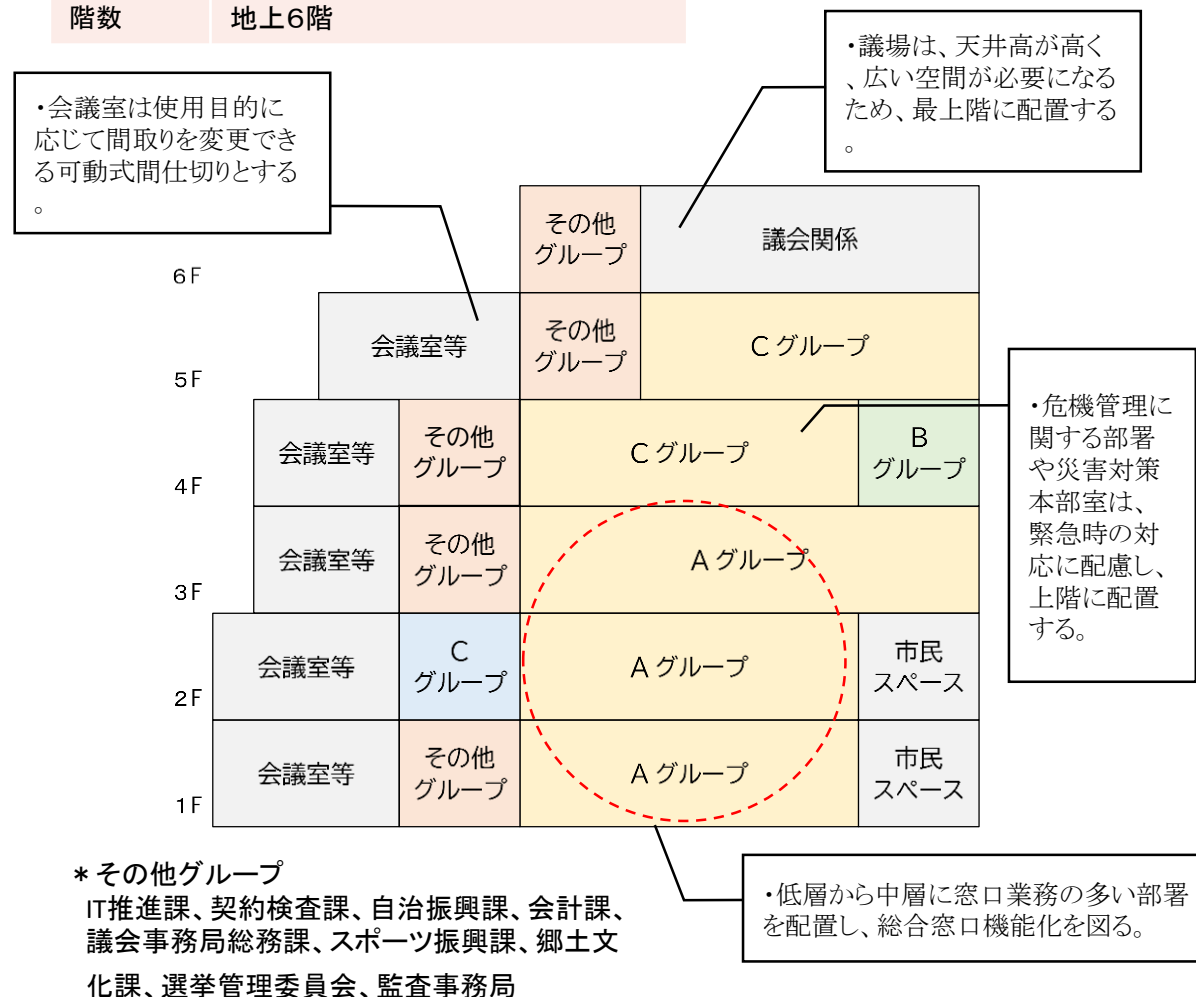 階数 地上6階
・議場は、天井高が高く
、広い空間が必要になる
ため、最上階に配置する
。
・会議室は使用目的に
応じて間取りを変更でき
る可動式間仕切りとする
。
6F
その他
グループ
議会関係
5F
会議室等
その他
グループ
Cグループ
4F
会議室等
その他
グループ
Cグループ
B
グループ
・危機管理に
関する部署
や災害対策
本部室は、
緊急時の対
応に配慮し、
上階に配置
する。
3F
会議室等
その他
グループ
Aグループ
2F
会議室等
C
グループ
Aグループ
市民
スペース
1F
会議室等
その他
グループ
Aグループ
市民
スペース
・低層から中層に窓口業務の多い部署
を配置し、総合窓口機能化を図る。
*その他グループ
IT推進課、契約検査課、自治振興課、会計課、
議会事務局総務課、スポーツ振興課、郷土文
化課、選挙管理委員会、監査事務局